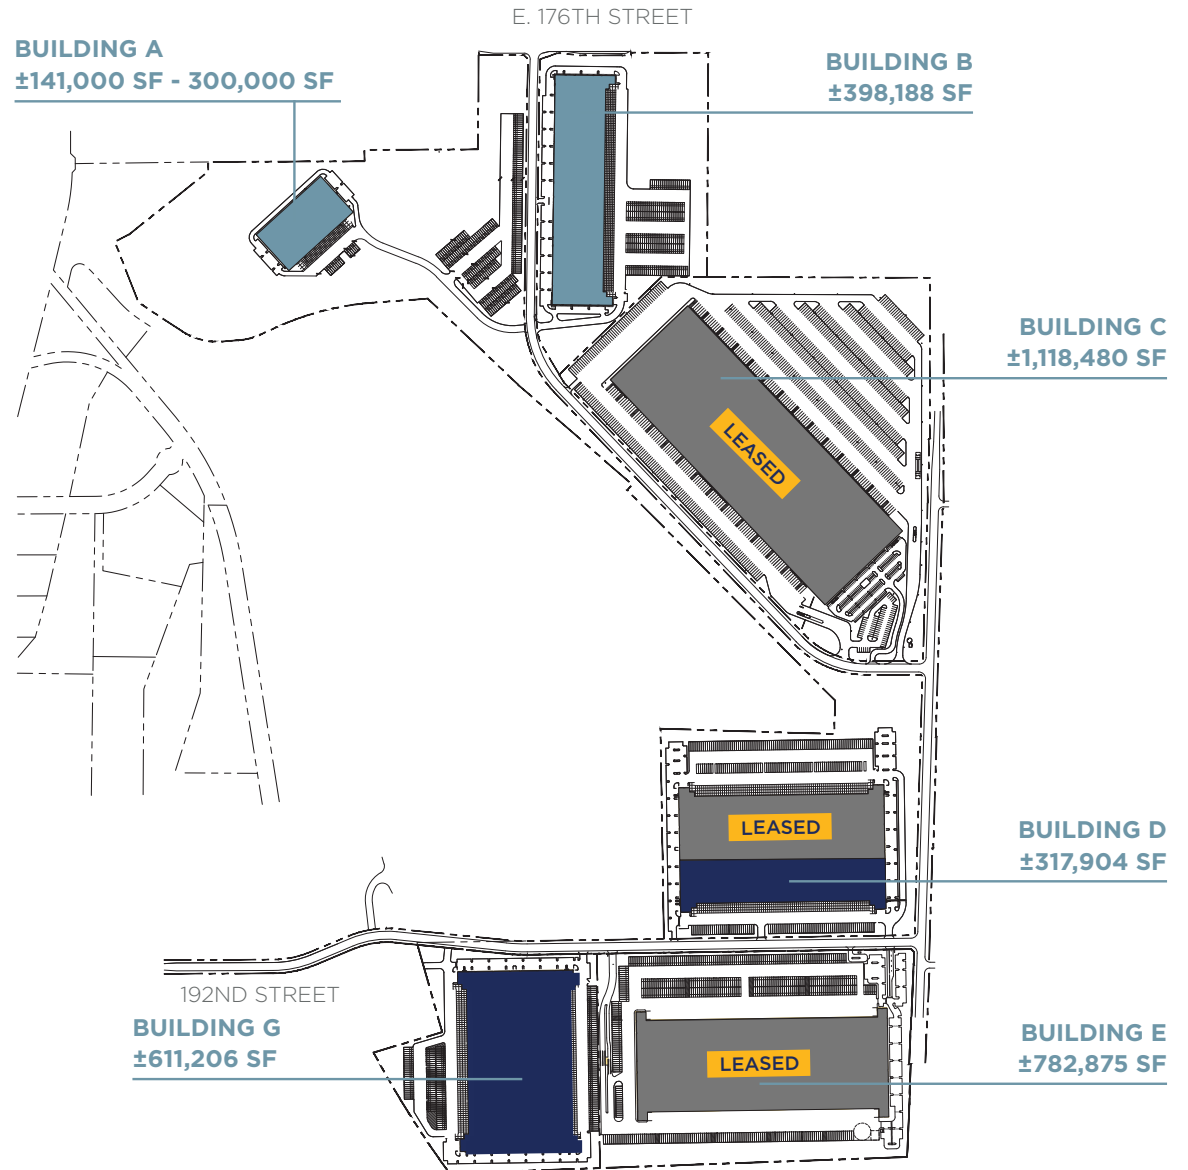 E. 176TH STREET
BUILDING A
±141,000 SF - 300,000 SF
BUILDING B
±398,188 SF
BUILDING C
±1,118,480 SF
LEASED
LEASED
BUILDING D
±317,904 SF
192ND STREET
BUILDING G
±611,206 SF
LEASED
BUILDING E
±782,875 SF